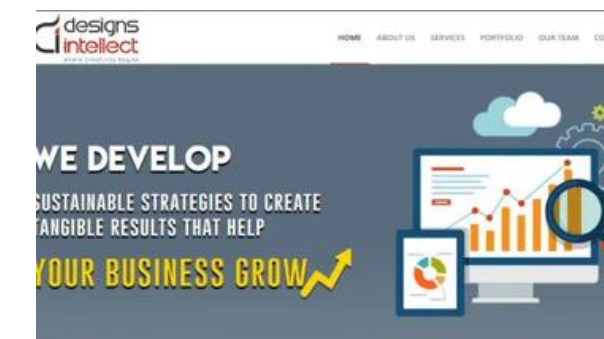 designs
intellect
HOME ABOUT US SERVICES PORTFOLIO OUR TEAM CO
WE DEVELOP
SUSTAINABLE STRATEGIES TO CREATE
TANGIBLE RESULTS THAT HELP
YOUR BUSINESS GROW